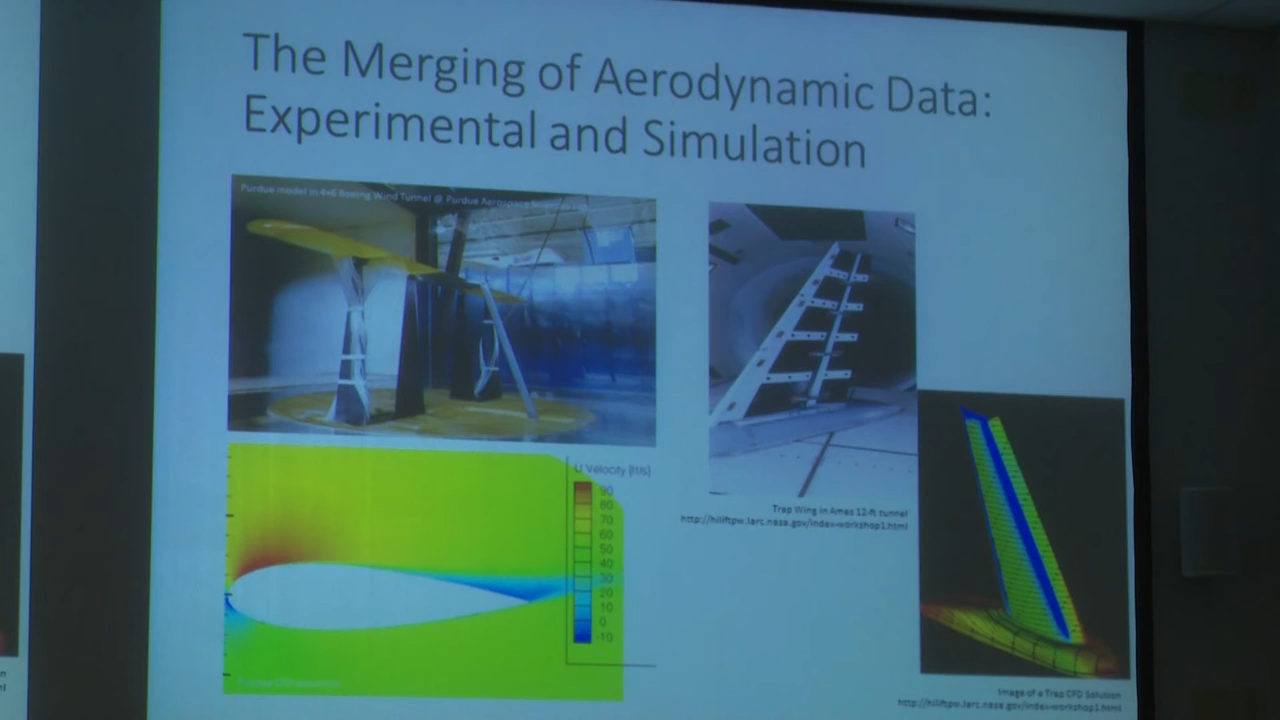 The Merging of Aerodynamic Data:
Experimental and Simulation
Purdue model in 4x6 Boeing Wind Tunnel @ Purdue Aerospace
U Velocity [ft/s]
90
80
70
60
50
40
30
20
10
0
-10
Trap Wing in Ames 12-ft tunnel
http://hiliftpw.larc.nasa.gov/index-workshop1.html
Image of a Trap CFD Solution
http://hiliftpw.larc.nasa.gov/index-workshop1.html